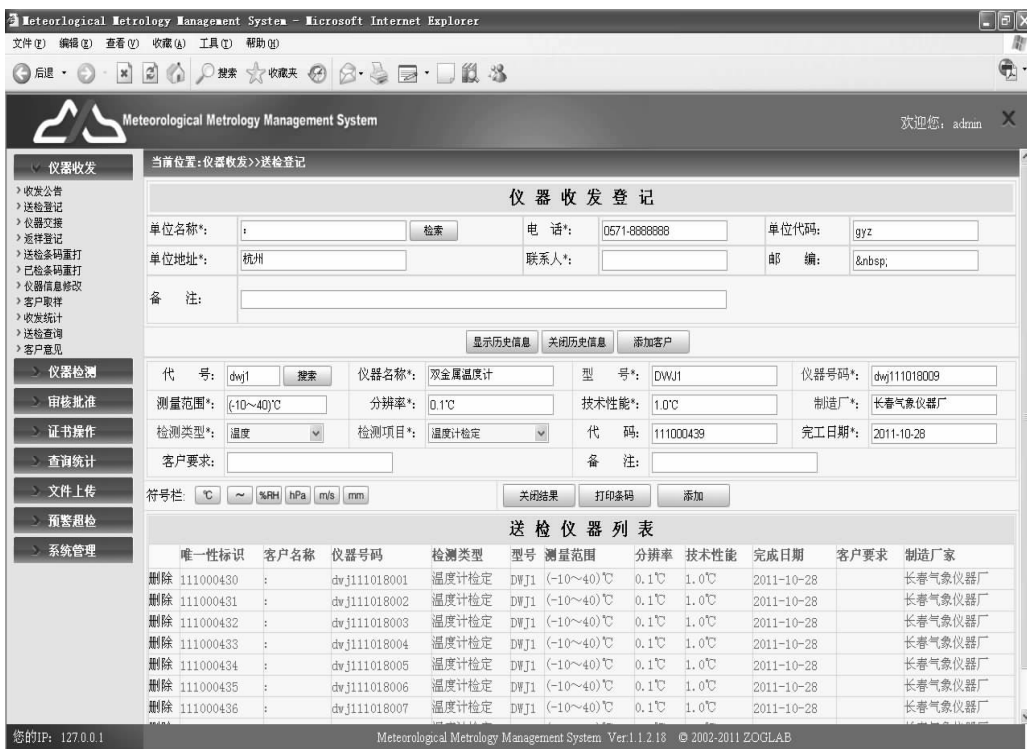 Meteorlogical Metrology Management System - Microsoft Internet Explorer
文件(F) 编辑(E) 查看(V) 收藏(A) 工具(T) 帮助(H)
后退 搜索 收藏夹
Meteorological Metrology Management System
欢迎您: admin X
仪器收发
收发公告
送检登记
仪器交接
返样登记
送检条码重打
已检条码重打
仪器信息修改
客户取样
收发统计
送检查询
客户意见
仪器检测
审核批准
证书操作
查询统计
文件上传
预警超检
系统管理
当前位置:仪器收发>>送检登记
仪器收发登记
单位名称*: : 检索 电 话*: 0571-8888888 单位代码: gyz
单位地址*: 杭州 联系人*: 邮 编: &nbsp;
备 注:
显示历史信息 关闭历史信息 添加客户
代 号: dwj1 搜索 仪器名称*: 双金属温度计 型 号*: DWJ1 仪器号码*: dwj111018009
测量范围*: (-10～40)℃ 分辨率*: 0.1℃ 技术性能*: 1.0℃ 制造厂*: 长春气象仪器厂
检测类型*: 温度 检测项目*: 温度计检定 代 码: 111000439 完工日期*: 2011-10-28
客户要求: 备 注:
符号栏: ℃ ～ %RH hPa m/s mm 关闭结果 打印条码 添加
送检仪器列表
唯一性标识 客户名称 仪器号码 检测类型 型号 测量范围 分辨率 技术性能 完成日期 客户要求 制造厂家
删除 111000430 : dwj111018001 温度计检定 DWJ1 (-10～40)℃ 0.1℃ 1.0℃ 2011-10-28 长春气象仪器厂
删除 111000431 : dwj111018002 温度计检定 DWJ1 (-10～40)℃ 0.1℃ 1.0℃ 2011-10-28 长春气象仪器厂
删除 111000432 : dwj111018003 温度计检定 DWJ1 (-10～40)℃ 0.1℃ 1.0℃ 2011-10-28 长春气象仪器厂
删除 111000433 : dwj111018004 温度计检定 DWJ1 (-10～40)℃ 0.1℃ 1.0℃ 2011-10-28 长春气象仪器厂
删除 111000434 : dwj111018005 温度计检定 DWJ1 (-10～40)℃ 0.1℃ 1.0℃ 2011-10-28 长春气象仪器厂
删除 111000435 : dwj111018006 温度计检定 DWJ1 (-10～40)℃ 0.1℃ 1.0℃ 2011-10-28 长春气象仪器厂
删除 111000436 : dwj111018007 温度计检定 DWJ1 (-10～40)℃ 0.1℃ 1.0℃ 2011-10-28 长春气象仪器厂
您的IP: 127.0.0.1 Meteorological Metrology Management System Ver:1.1.2.18 © 2002-2011 ZOGLAB